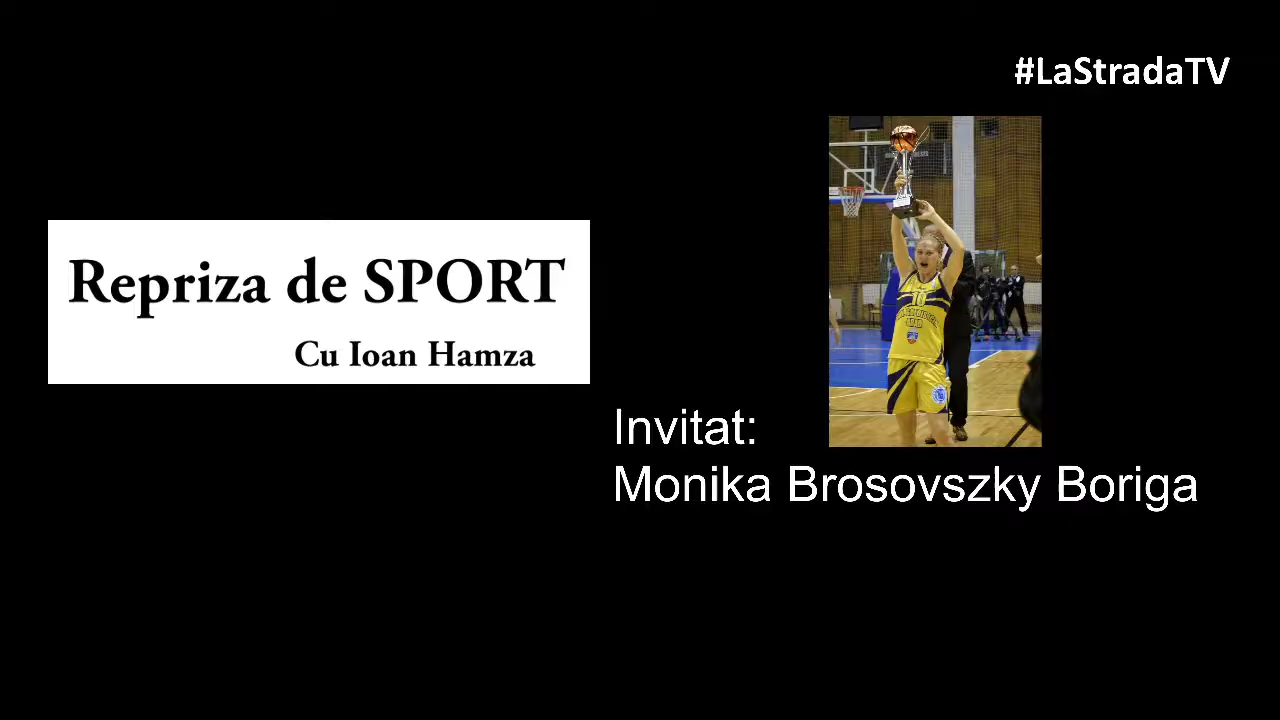 #LaStradaTV
Repriza de SPORT
Cu Ioan Hamza
Invitat:
Monika Brosovszky Boriga